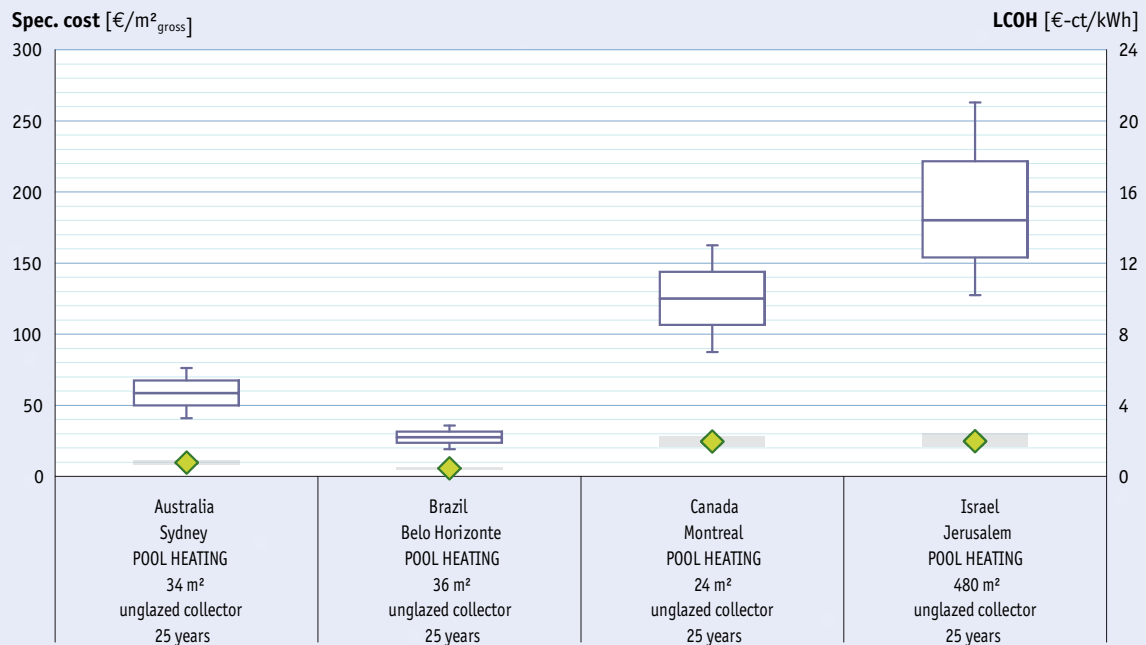 Spec. cost [€/m²gross] LCOH [€-ct/kWh]
300 24
250 20
200 16
150 12
100 8
50 4
0 0
Australia Brazil Canada Israel
Sydney Belo Horizonte Montreal Jerusalem
POOL HEATING POOL HEATING POOL HEATING POOL HEATING
34 m² 36 m² 24 m² 480 m²
unglazed collector unglazed collector unglazed collector unglazed collector
25 years 25 years 25 years 25 years